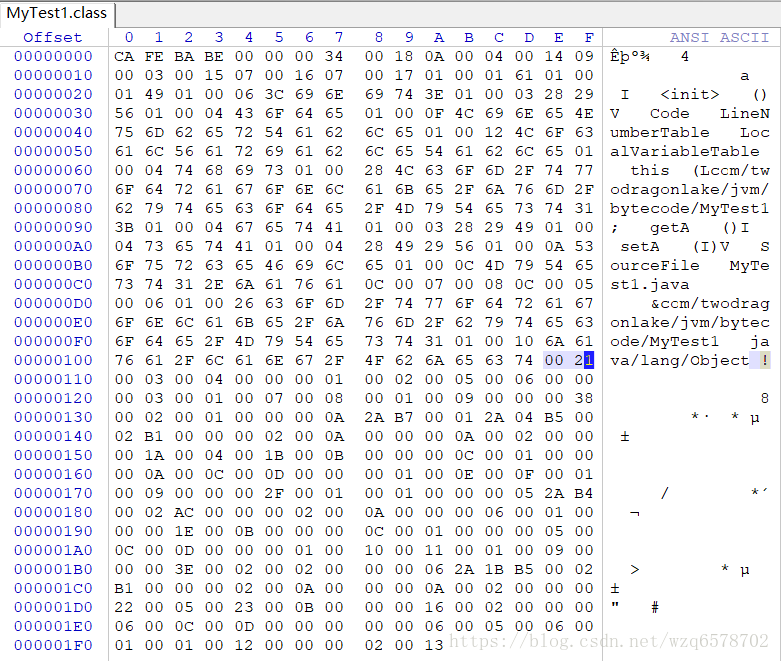 MyTest1.class
Offset 0 1 2 3 4 5 6 7 8 9 A B C D E F ANSI ASCII
00000000 CA FE BA BE 00 00 00 34 00 18 0A 00 04 00 14 09 Êþº¾ 4
00000010 00 03 00 15 07 00 16 07 00 17 01 00 01 61 01 00 a
00000020 01 49 01 00 06 3C 69 6E 69 74 3E 01 00 03 28 29 I <init> ()
00000030 56 01 00 04 43 6F 64 65 01 00 0F 4C 69 6E 65 4E V Code LineN
00000040 75 6D 62 65 72 54 61 62 6C 65 01 00 12 4C 6F 63 umberTable Loc
00000050 61 6C 56 61 72 69 61 62 6C 65 54 61 62 6C 65 01 alVariableTable
00000060 00 04 74 68 69 73 01 00 28 4C 63 6F 6D 2F 74 77 this (Lcom/tw
00000070 6F 64 72 61 67 6F 6E 6C 61 6B 65 2F 6A 76 6D 2F odragonlake/jvm/
00000080 62 79 74 65 63 6F 64 65 2F 4D 79 54 65 73 74 31 bytecode/MyTest1
00000090 3B 01 00 04 67 65 74 41 01 00 03 28 29 49 01 00 ; getA ()I
000000A0 04 73 65 74 41 01 00 04 28 49 29 56 01 00 0A 53 setA (I)V S
000000B0 6F 75 72 63 65 46 69 6C 65 01 00 0C 4D 79 54 65 ourceFile MyTe
000000C0 73 74 31 2E 6A 61 76 61 0C 00 07 00 08 0C 00 05 st1.java
000000D0 00 06 01 00 26 63 6F 6D 2F 74 77 6F 64 72 61 67 &com/twodrag
000000E0 6F 6E 6C 61 6B 65 2F 6A 76 6D 2F 62 79 74 65 63 onlake/jvm/bytec
000000F0 6F 64 65 2F 4D 79 54 65 73 74 31 01 00 10 6A 61 ode/MyTest1 ja
00000100 76 61 2F 6C 61 6E 67 2F 4F 62 6A 65 63 74 00 21 va/lang/Object !
00000110 00 03 00 04 00 00 00 01 00 02 00 05 00 06 00 00
00000120 00 03 00 01 00 07 00 08 00 01 00 09 00 00 00 38 8
00000130 00 02 00 01 00 00 00 0A 2A B7 00 01 2A 04 B5 00 *· * µ
00000140 02 B1 00 00 00 02 00 0A 00 00 00 0A 00 02 00 00 ±
00000150 00 1A 00 04 00 1B 00 0B 00 00 00 0C 00 01 00 00
00000160 00 0A 00 0C 00 0D 00 00 00 01 00 0E 00 0F 00 01
00000170 00 09 00 00 00 2F 00 01 00 01 00 00 00 05 2A B4 / *´
00000180 00 02 AC 00 00 00 02 00 0A 00 00 00 06 00 01 00 ¬
00000190 00 00 1E 00 0B 00 00 00 0C 00 01 00 00 00 05 00
000001A0 0C 00 0D 00 00 00 01 00 10 00 11 00 01 00 09 00
000001B0 00 00 3E 00 02 00 02 00 00 00 06 2A 1B B5 00 02 > * µ
000001C0 B1 00 00 00 02 00 0A 00 00 00 0A 00 02 00 00 00 ±
000001D0 22 00 05 00 23 00 0B 00 00 00 16 00 02 00 00 00 " #
000001E0 06 00 0C 00 0D 00 00 00 00 00 06 00 05 00 06 00
000001F0 01 00 01 00 12 00 00 00 02 00 13
https://blog.csdn.net/wzq6578702